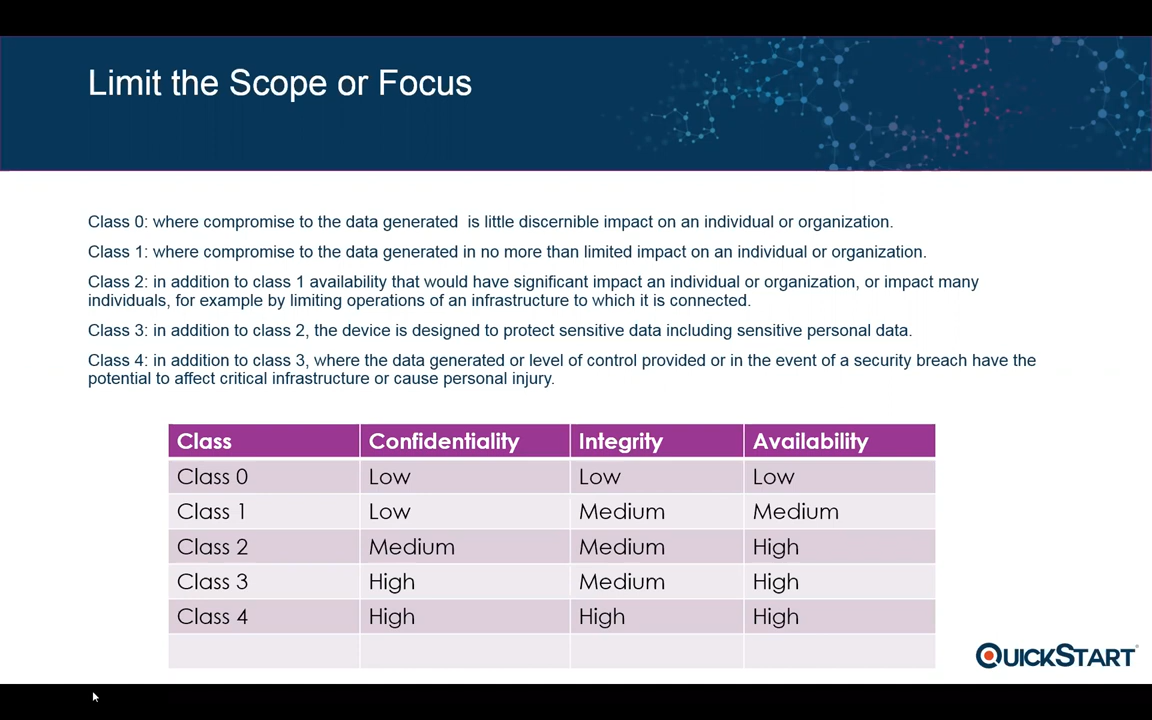 Limit the Scope or Focus
Class 0: where compromise to the data generated  is little discernible impact on an individual or organization.
Class 1: where compromise to the data generated in no more than limited impact on an individual or organization.
Class 2: in addition to class 1 availability that would have significant impact an individual or organization, or impact many
individuals, for example by limiting operations of an infrastructure to which it is connected.
Class 3: in addition to class 2, the device is designed to protect sensitive data including sensitive personal data.
Class 4: in addition to class 3, where the data generated or level of control provided or in the event of a security breach have the
potential to affect critical infrastructure or cause personal injury.
Class Confidentiality Integrity Availability
Class 0 Low Low Low
Class 1 Low Medium Medium
Class 2 Medium Medium High
Class 3 High Medium High
Class 4 High High High
QUICKSTART